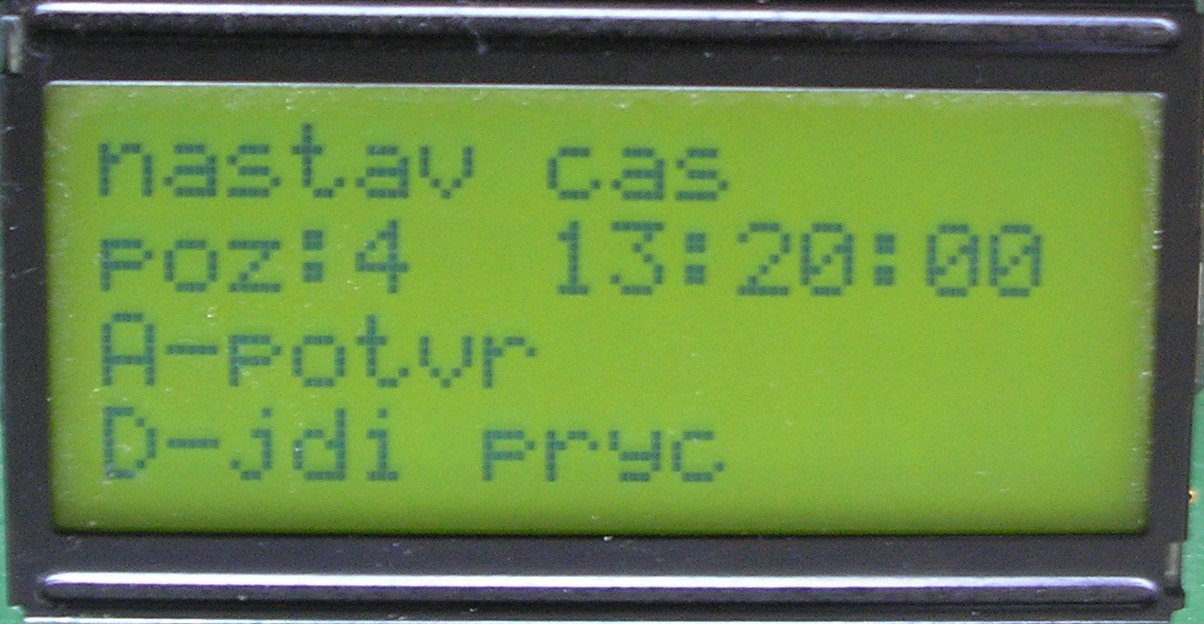 nastav cas
poz:4  13:20:00
A-potvr
D-jdi pryc